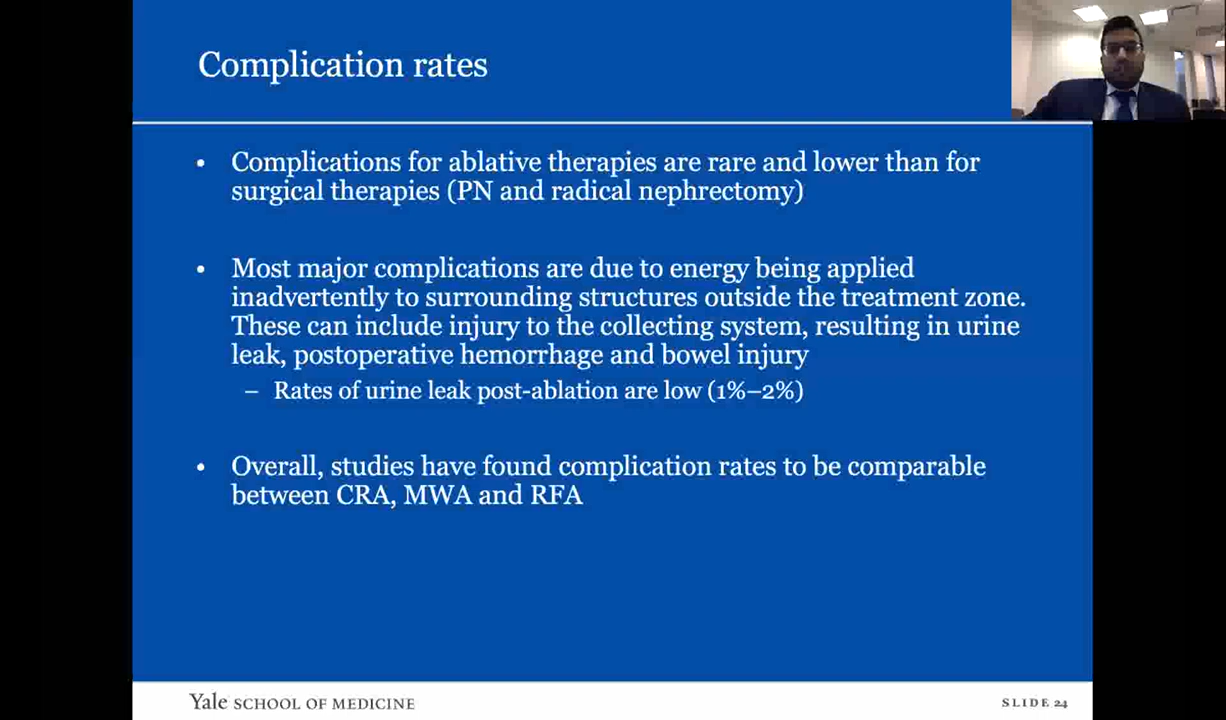 Complication rates
• Complications for ablative therapies are rare and lower than for
surgical therapies (PN and radical nephrectomy)
• Most major complications are due to energy being applied
inadvertently to surrounding structures outside the treatment zone.
These can include injury to the collecting system, resulting in urine
leak, postoperative hemorrhage and bowel injury
– Rates of urine leak post-ablation are low (1%–2%)
• Overall, studies have found complication rates to be comparable
between CRA, MWA and RFA
Yale SCHOOL OF MEDICINE
SLIDE 24